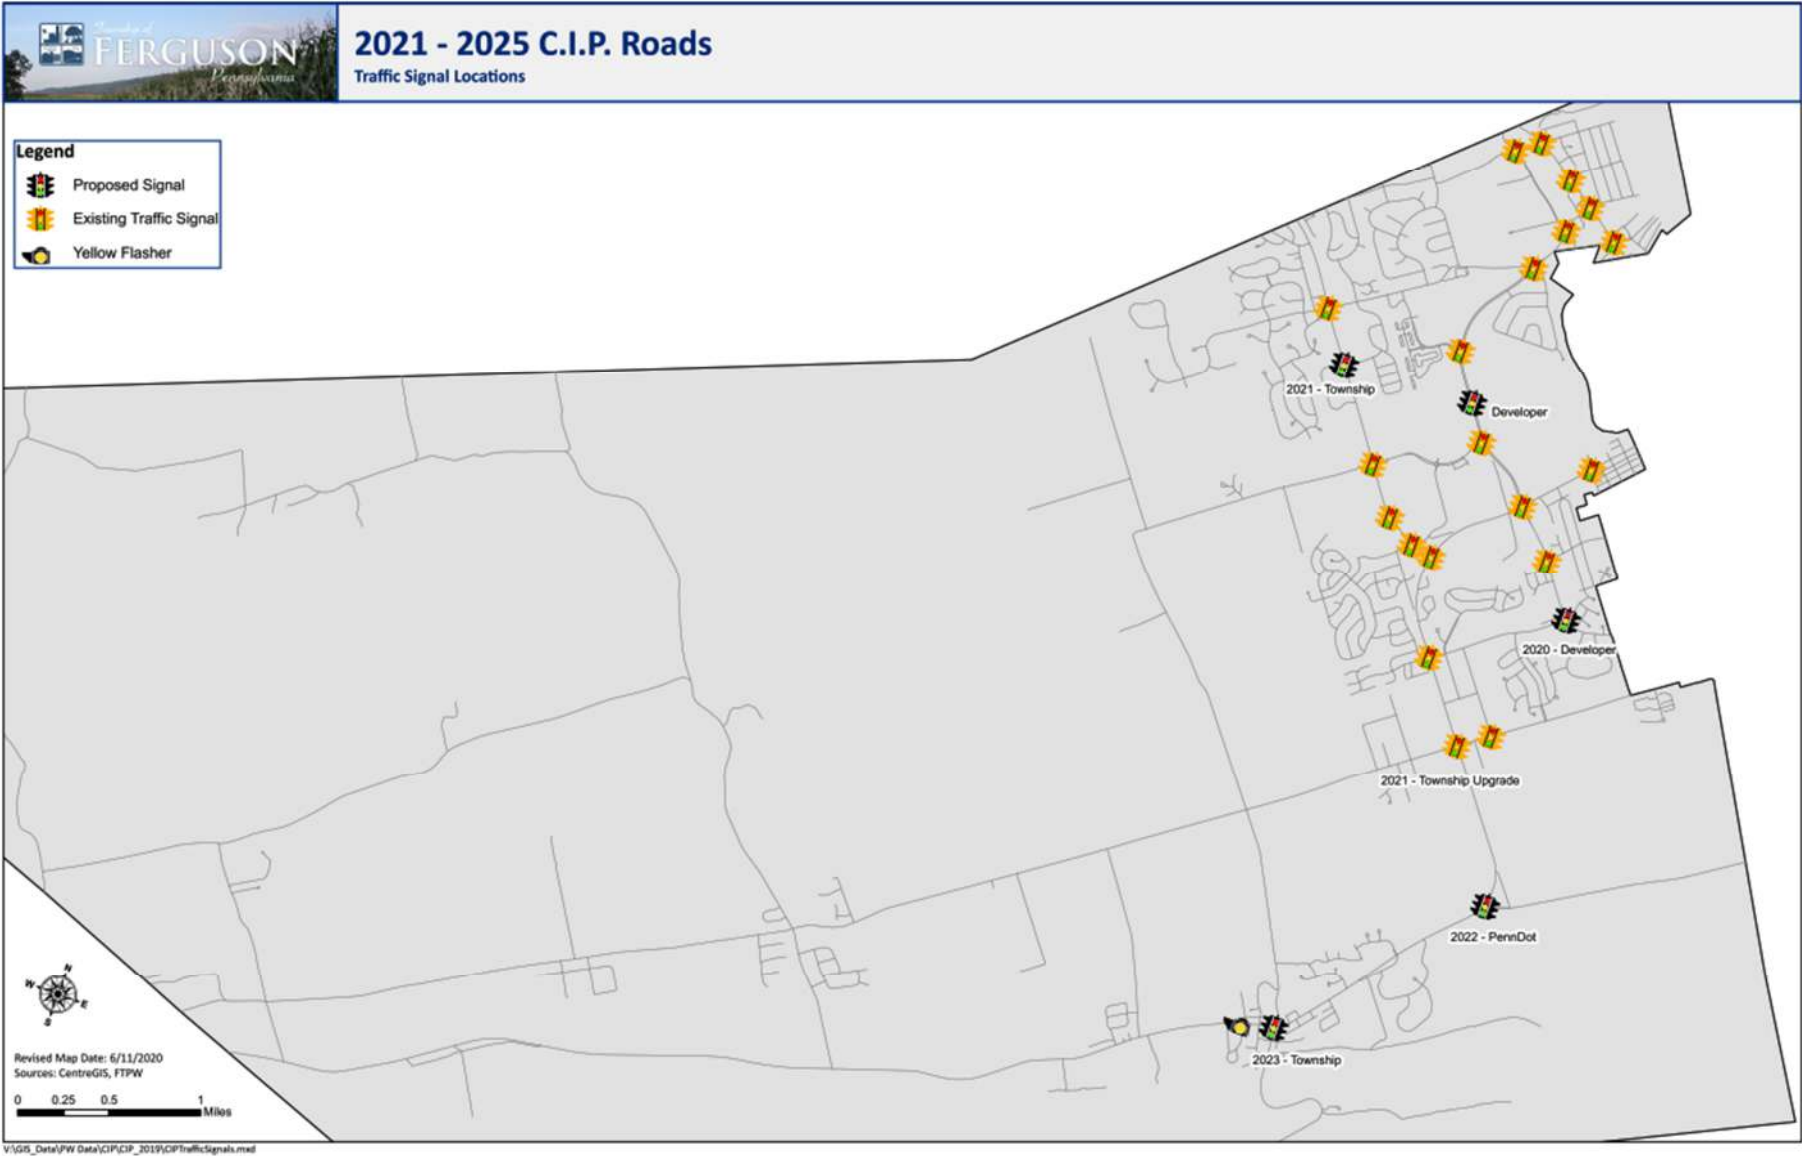 Township of
FERGUSON
Pennsylvania
2021 - 2025 C.I.P. Roads
Traffic Signal Locations
Legend
Proposed Signal
Existing Traffic Signal
Yellow Flasher
2021 - Township
Developer
2020 - Developer
2021 - Township Upgrade
2022 - PennDot
2023 - Township
N
W
E
S
Revised Map Date: 6/11/2020
Sources: CentreGIS, FTPW
0 0.25 0.5 1
Miles
V:\GIS_Data\PW Data\CIP\CIP_2019\CIPTrafficSignals.mxd